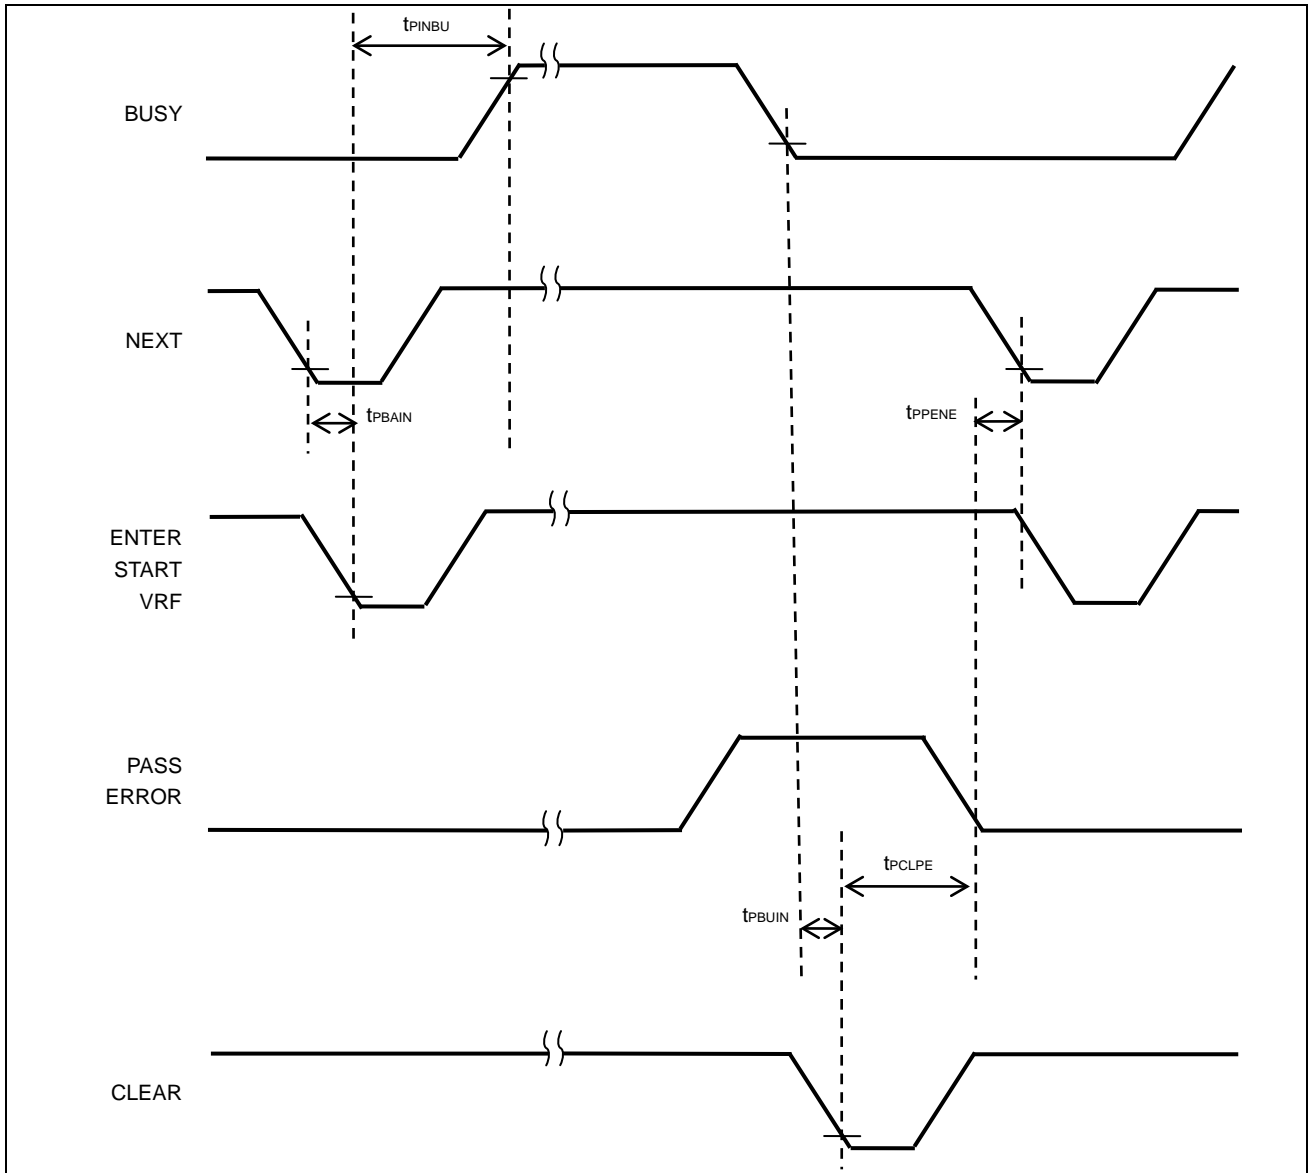 tPINBU
BUSY
NEXT
tPBAIN
tPPENE
ENTER
START
VRF
PASS
ERROR
tPCLPE
tPBUIN
CLEAR